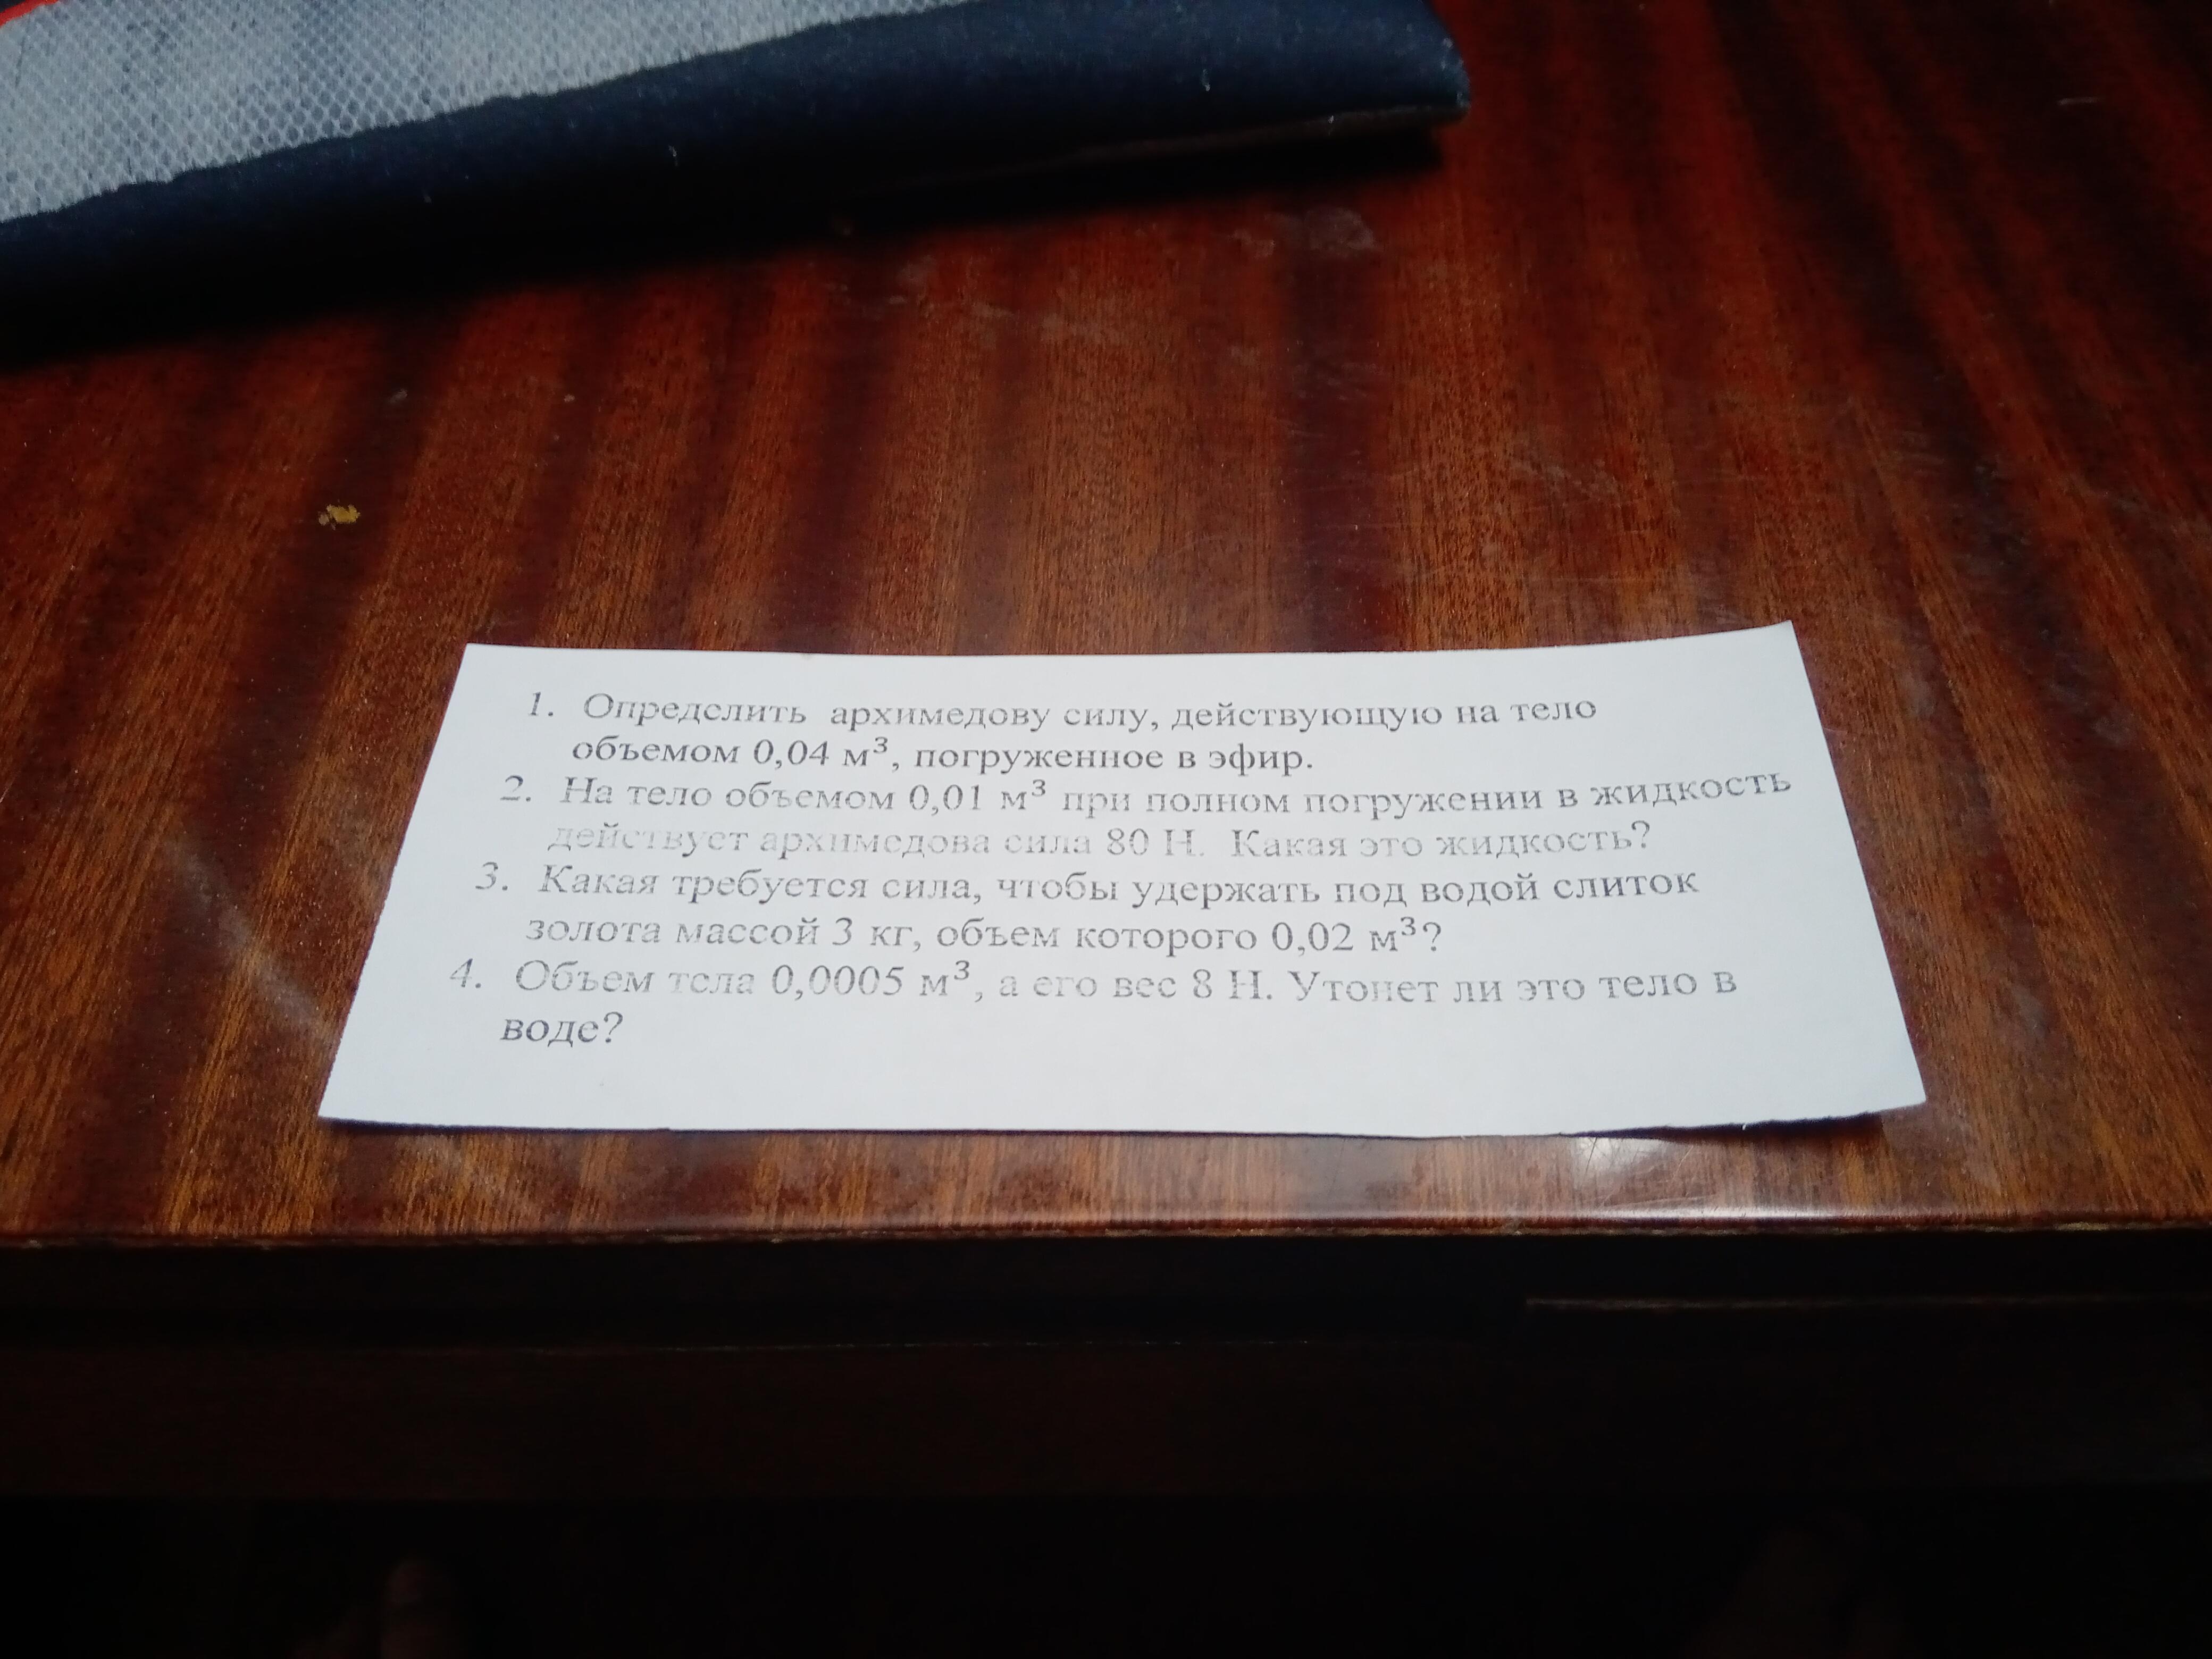 1. Определить архимедову силу, действующую на тело
объемом 0,04 м³, погруженное в эфир.
2. На тело объемом 0,01 м³ при полном погружении в жидкость
действует архимедова сила 80 Н. Какая это жидкость?
3. Какая требуется сила, чтобы удержать под водой слиток
золота массой 3 кг, объем которого 0,02 м³?
4. Объем тела 0,0005 м³, а его вес 8 Н. Утонет ли это тело в
воде?